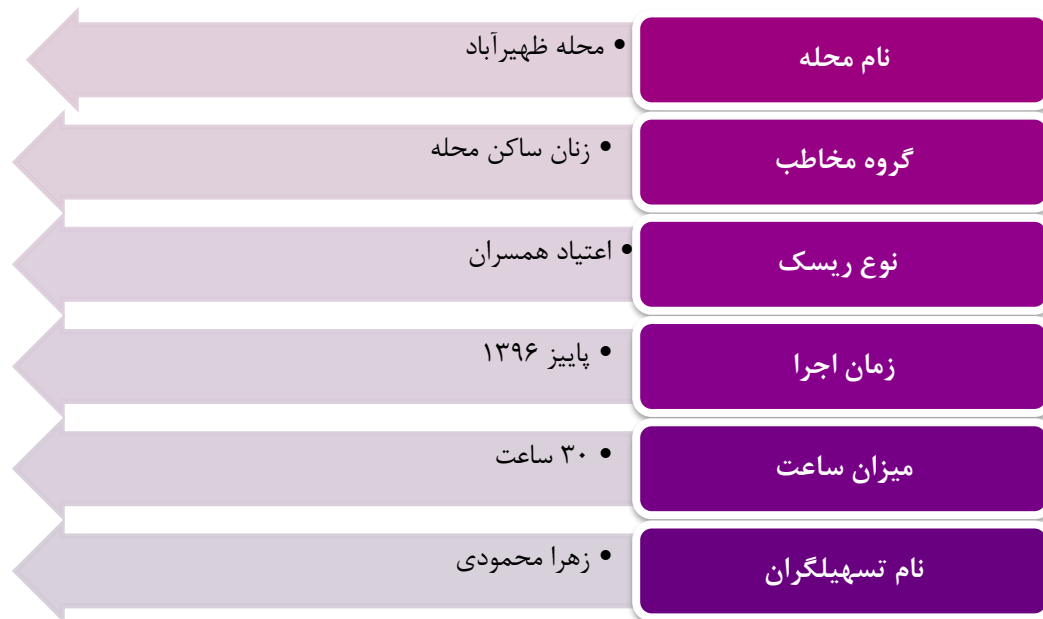 نام محله
• محله ظهیرآباد
گروه مخاطب
• زنان ساکن محله
نوع ریسک
• اعتیاد همسران
زمان اجرا
• پاییز ۱۳۹۶
میزان ساعت
• ۳۰ ساعت
نام تسهیلگران
• زهرا محمودی